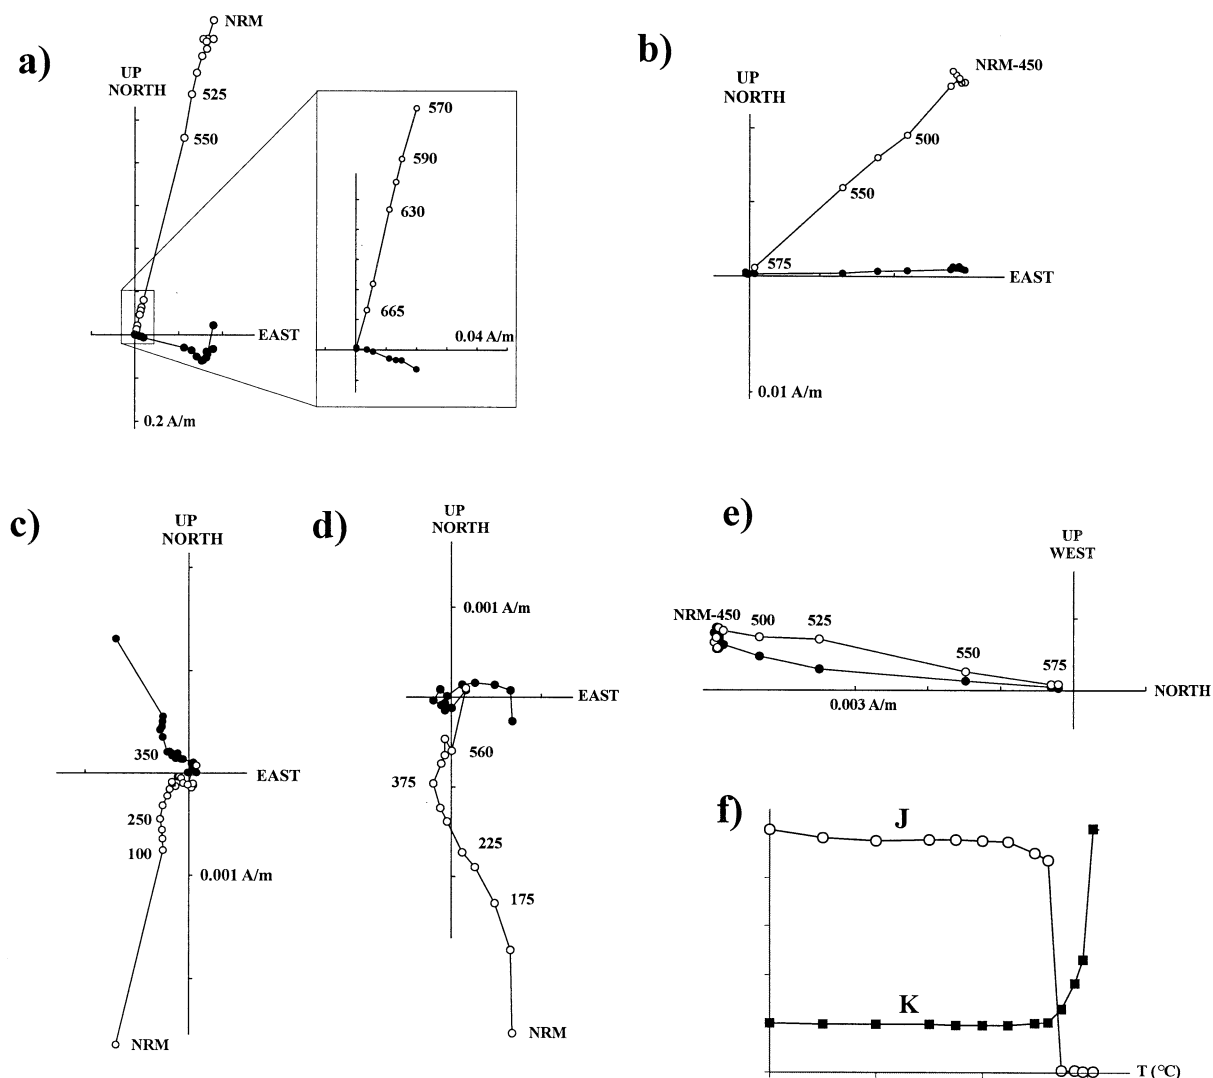 a)
NRM
UP
NORTH
525
550
EAST
0.2 A/m
570
590
630
665
0.04 A/m
b)
NRM-450
UP
NORTH
500
550
575
EAST
0.01 A/m
c)
UP
NORTH
350
EAST
250
100
0.001 A/m
NRM
d)
UP
NORTH
0.001 A/m
EAST
560
375
225
175
NRM
e)
UP
WEST
NRM-450
500
525
550
575
NORTH
0.003 A/m
f)
J
K
T (°C)